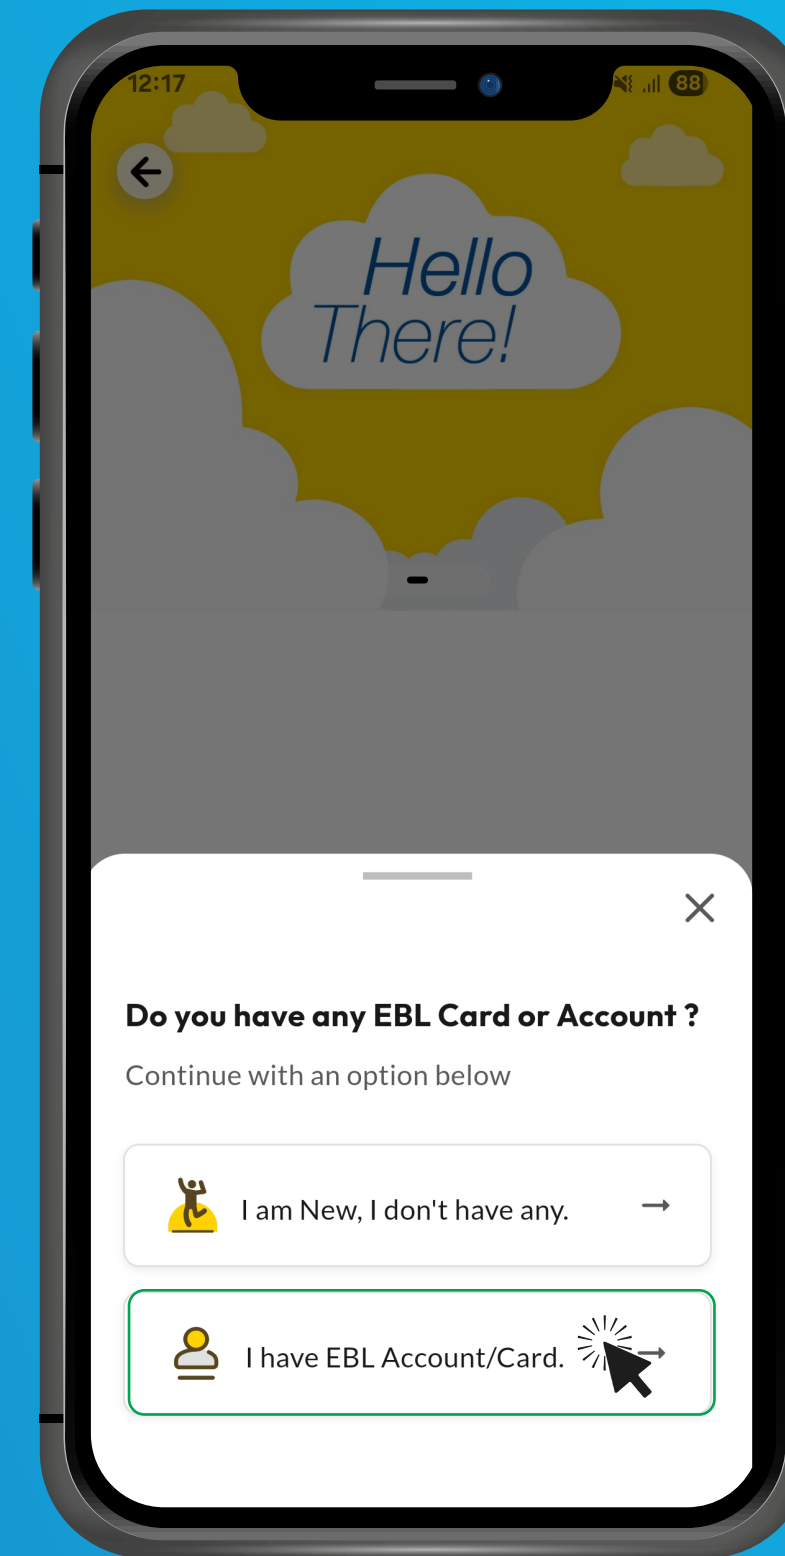 12:17
88
Hello
There!
Do you have any EBL Card or Account ?
Continue with an option below
I am New, I don't have any.
I have EBL Account/Card.